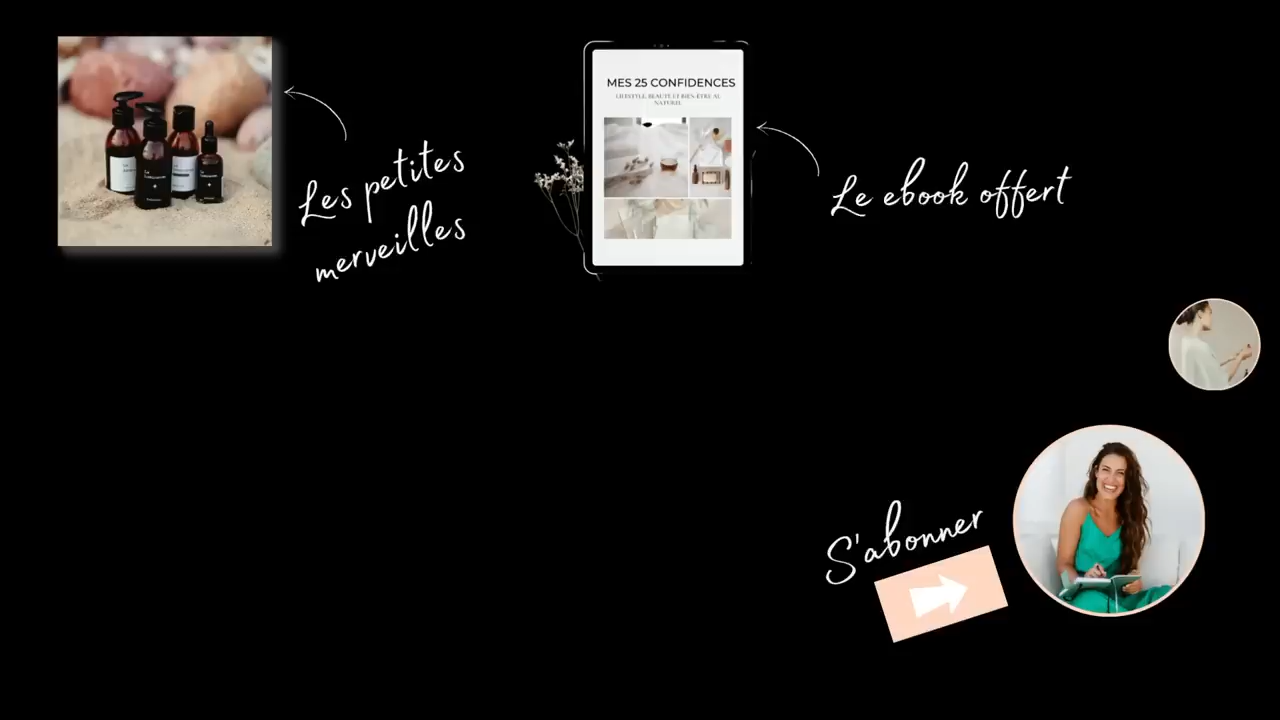 Les petites
merveilles
MES 25 CONFIDENCES
LIFESTYLE, BEAUTÉ ET BIEN-ÊTRE AU
NATUREL
Le ebook offert
S'abonner